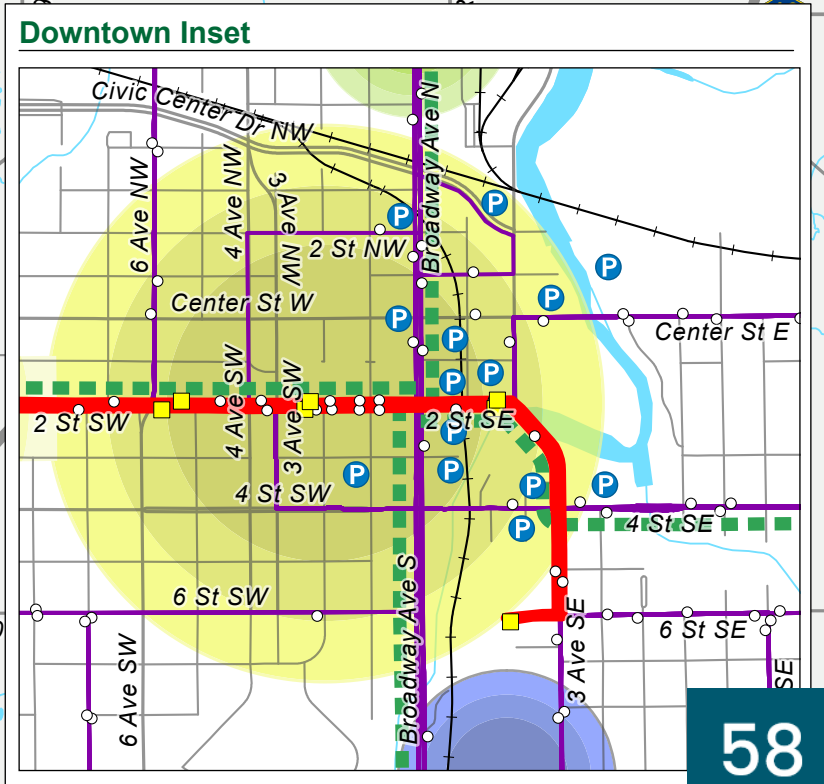 Downtown Inset
Civic Center Dr NW
Broadway Ave N
6 Ave NW
4 Ave NW
3 Ave NW
P
P
2 St NW
P
P
Center St W
P
P
Center St E
P
P
4 Ave SW
3 Ave SW
2 St SW
2 St SE
P
P
P
P
P
P
4 St SW
4 St SE
P
Broadway Ave S
6 St SW
6 St SE
3 Ave SE
6 Ave SW
SE
58